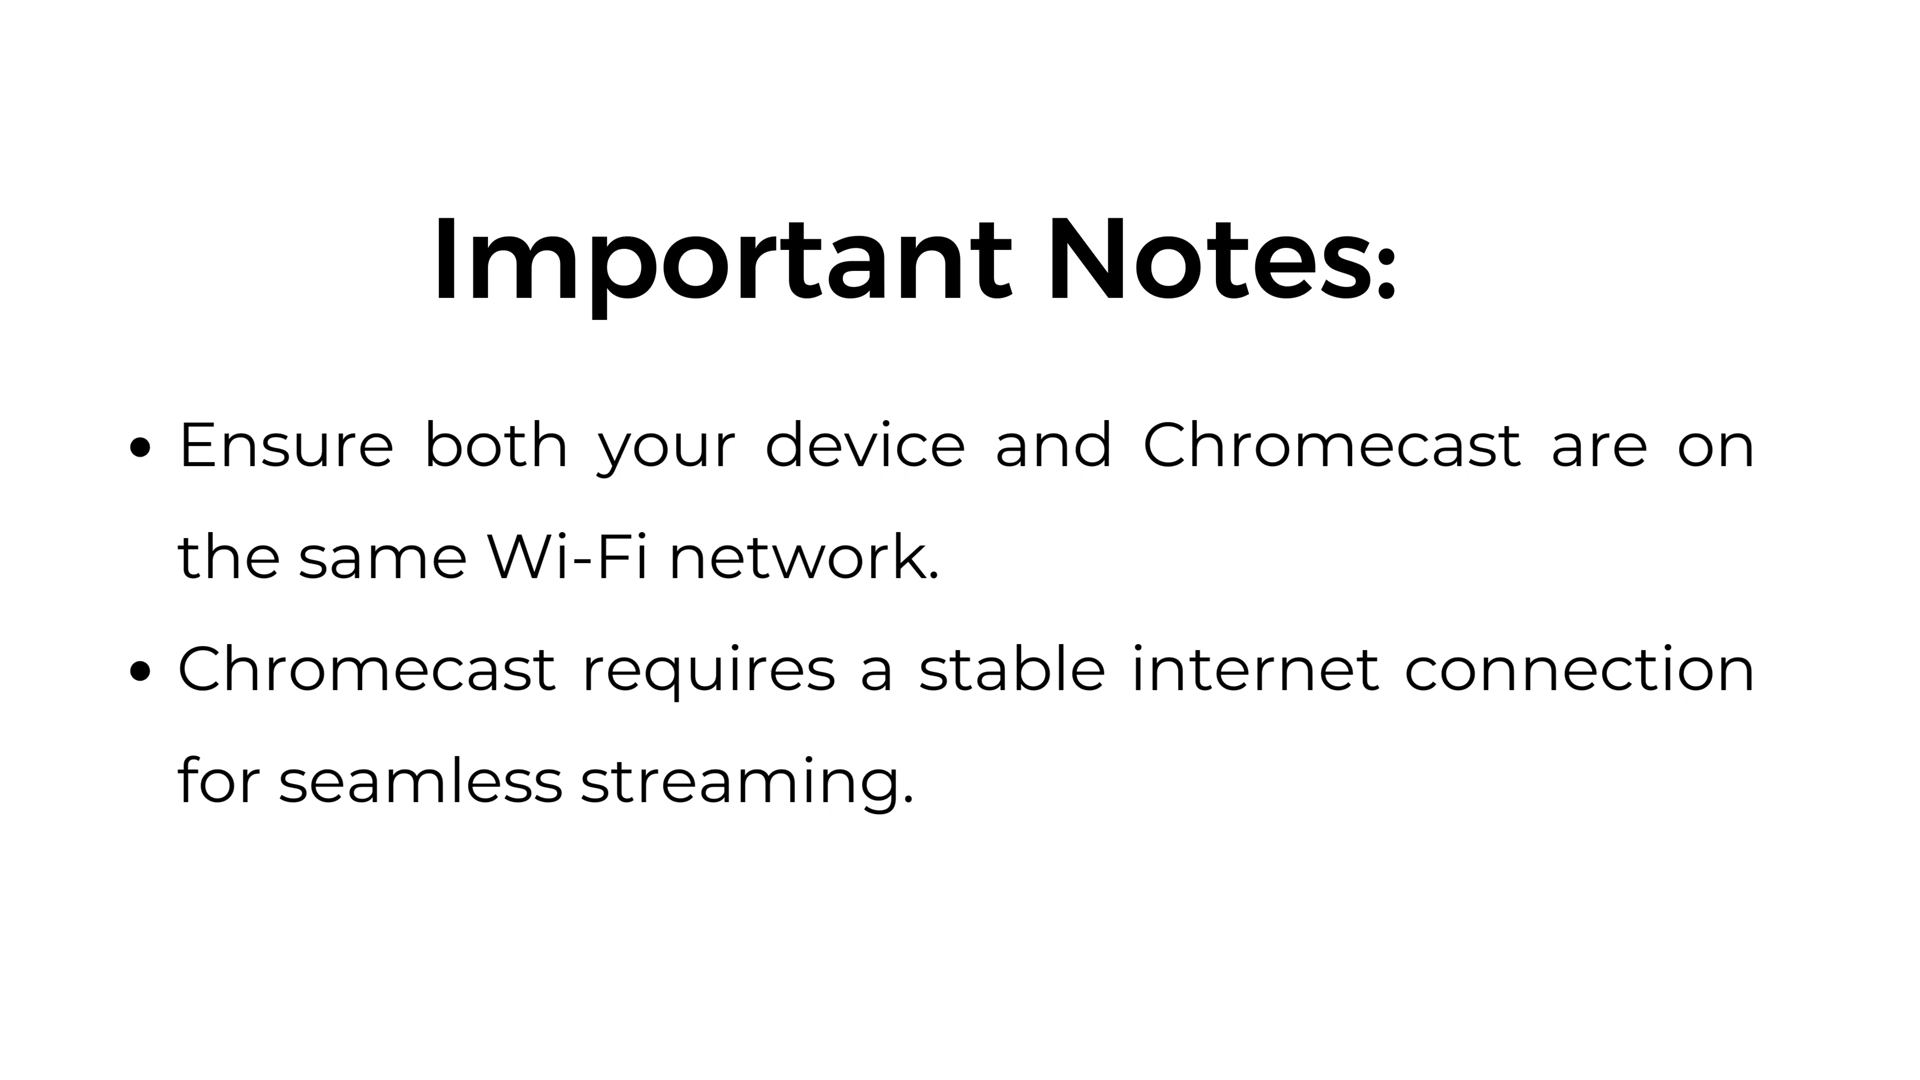 Important Notes:
• Ensure both your device and Chromecast are on
the same Wi-Fi network.
• Chromecast requires a stable internet connection
for seamless streaming.